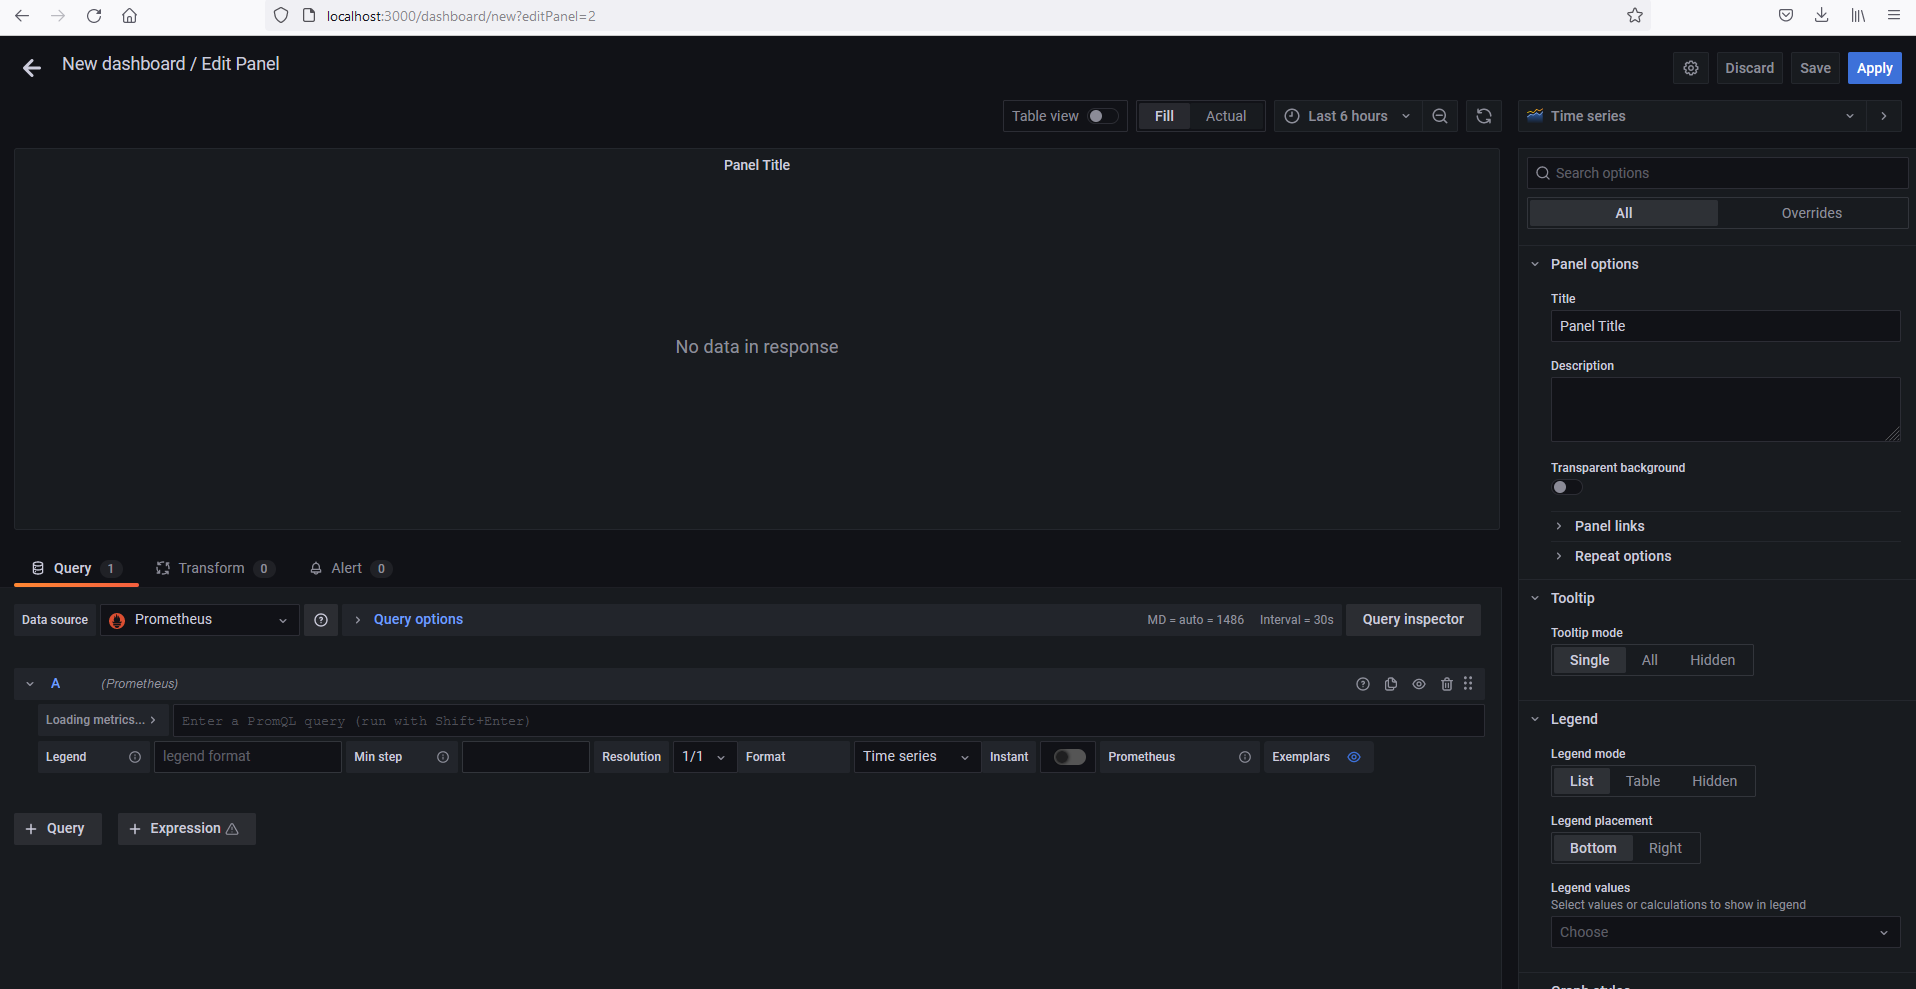 localhost:3000/dashboard/new?editPanel=2
New dashboard / Edit Panel
Discard
Save
Apply
Table view
Fill
Actual
Last 6 hours
Time series
Panel Title
No data in response
Search options
All
Overrides
Panel options
Title
Panel Title
Description
Transparent background
Panel links
Repeat options
Tooltip
Tooltip mode
Single
All
Hidden
Legend
Legend mode
List
Table
Hidden
Legend placement
Bottom
Right
Legend values
Select values or calculations to show in legend
Choose
Query 1
Transform 0
Alert 0
Data source
Prometheus
Query options
MD = auto = 1486
Interval = 30s
Query inspector
A
(Prometheus)
Loading metrics...
Enter a PromQL query (run with Shift+Enter)
Legend
legend format
Min step
Resolution
1/1
Format
Time series
Instant
Prometheus
Exemplars
+ Query
+ Expression